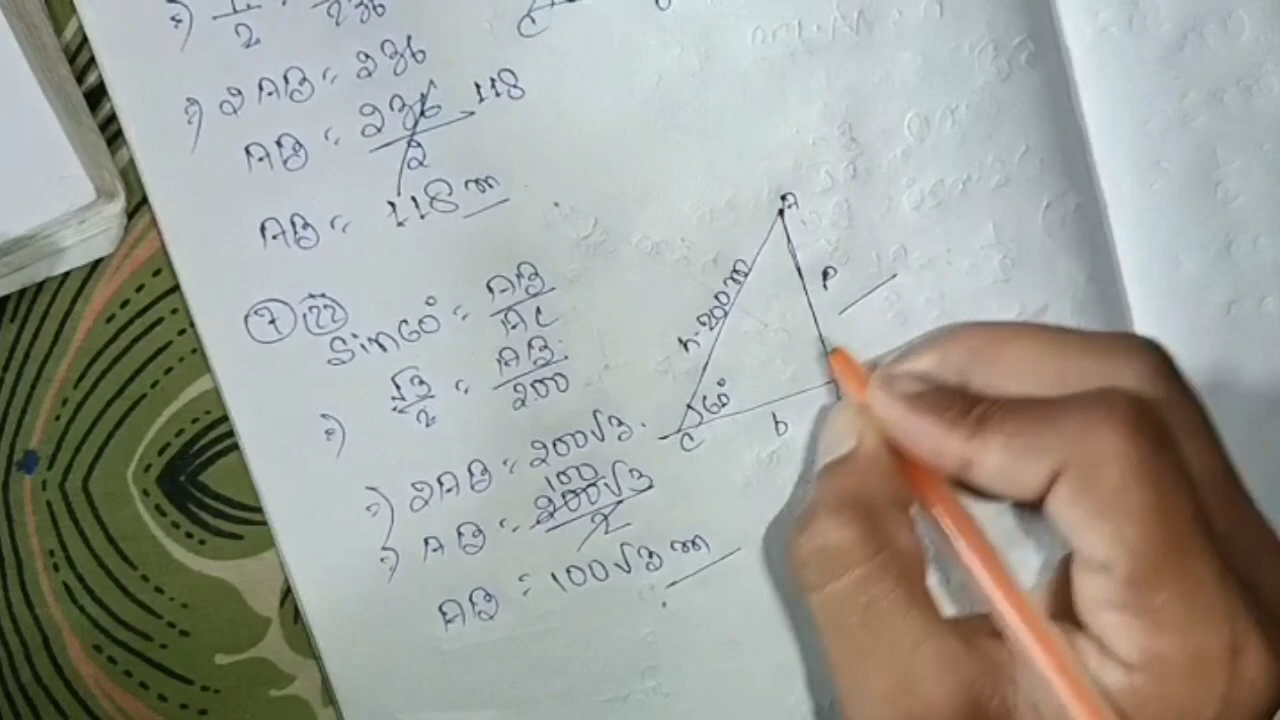 2AB = 236
AB = 236/2 118
AB = 118 m
7 22
Sin60° = AB/AC
√3/2 = AB/200
⇒) 2AB = 200√3.
⇒) AB = 200√3/2 100
AB = 100√3 m
A
P
h-200m
60°
C
b